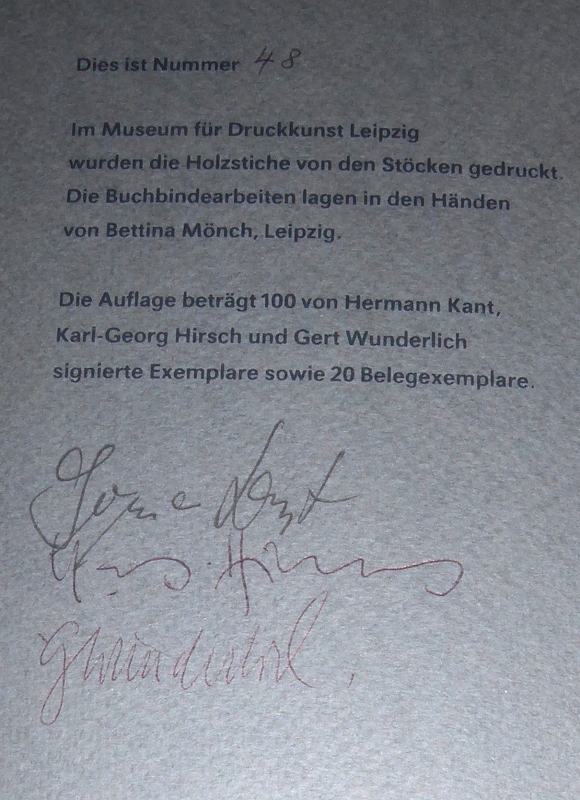 Dies ist Nummer 48
Im Museum für Druckkunst Leipzig
wurden die Holzstiche von den Stöcken gedruckt.
Die Buchbindearbeiten lagen in den Händen
von Bettina Mönch, Leipzig.
Die Auflage beträgt 100 von Hermann Kant,
Karl-Georg Hirsch und Gert Wunderlich
signierte Exemplare sowie 20 Belegexemplare.